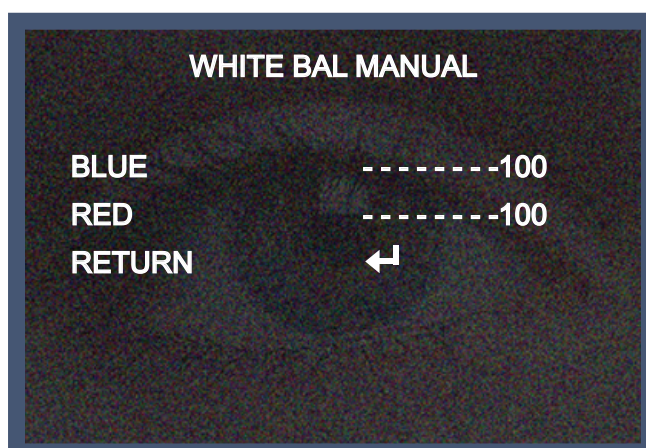 WHITE BAL MANUAL
BLUE --------100
RED --------100
RETURN ↵